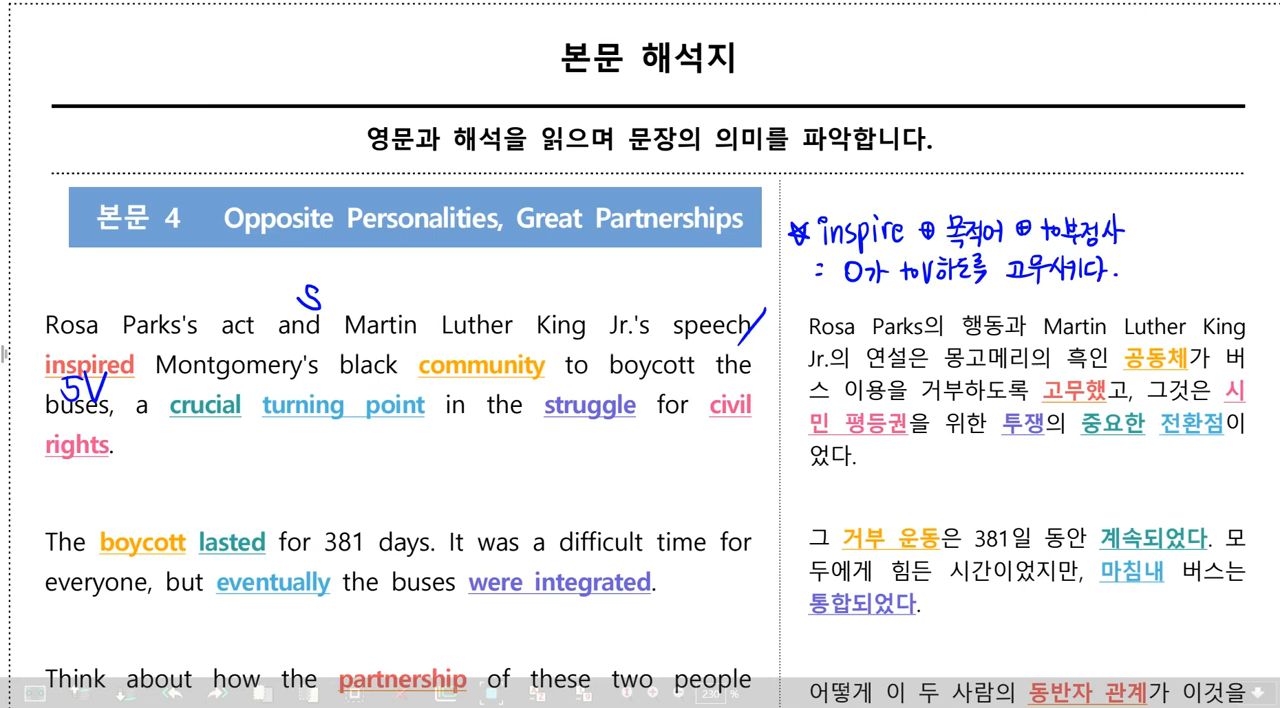 본문 해석지
영문과 해석을 읽으며 문장의 의미를 파악합니다.
본문 4 Opposite Personalities, Great Partnerships
☆ inspire ⊕ 목적어 ⊕ to부정사
= O가 toV하도록 고무시키다.
S
Rosa Parks's act and Martin Luther King Jr.'s speech /
inspired Montgomery's black community to boycott the
5V
buses, a crucial turning point in the struggle for civil
rights.
The boycott lasted for 381 days. It was a difficult time for
everyone, but eventually the buses were integrated.
Think about how the partnership of these two people
Rosa Parks의 행동과 Martin Luther King
Jr.의 연설은 몽고메리의 흑인 공동체가 버
스 이용을 거부하도록 고무했고, 그것은 시
민 평등권을 위한 투쟁의 중요한 전환점이
었다.
그 거부 운동은 381일 동안 계속되었다. 모
두에게 힘든 시간이었지만, 마침내 버스는
통합되었다.
어떻게 이 두 사람의 동반자 관계가 이것을
230 %